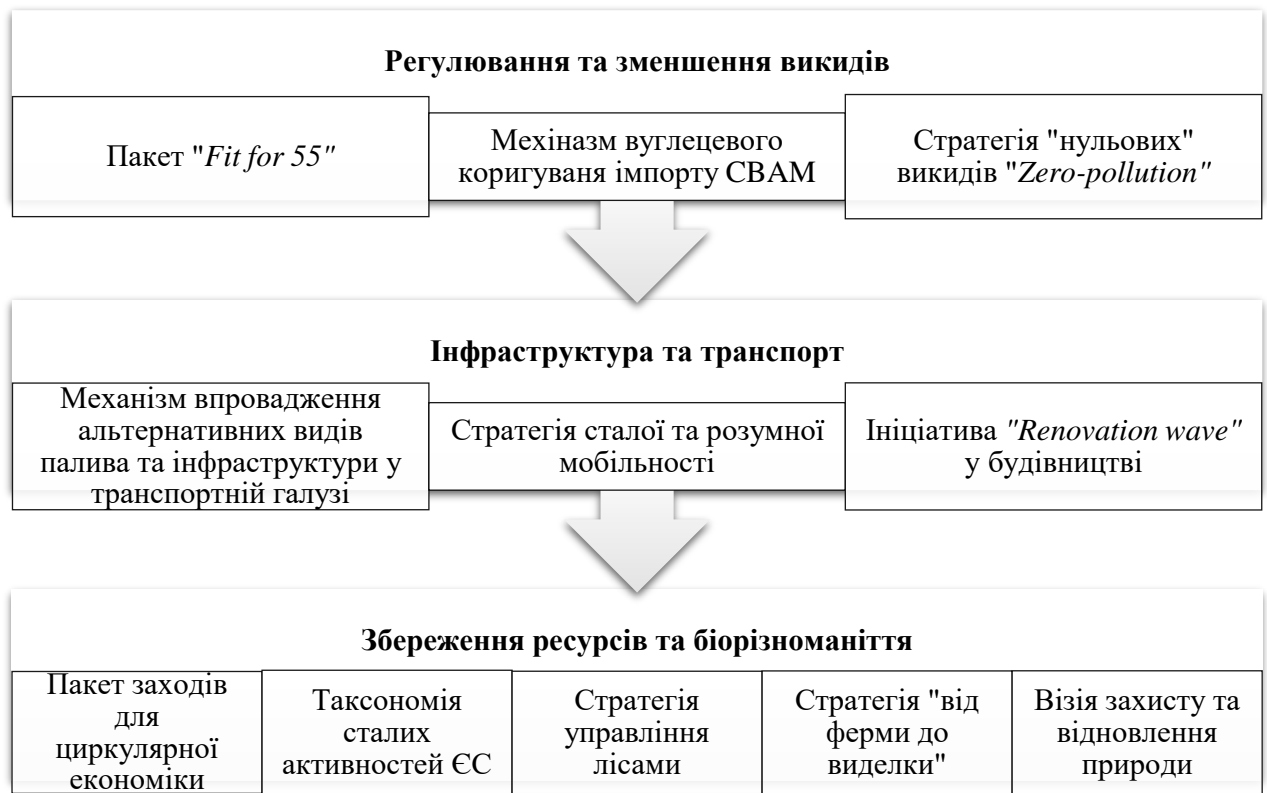 Регулювання та зменшення викидів
Пакет "Fit for 55"
Мехіназм вуглецевого
коригуваня імпорту CBAM
Стратегія "нульових"
викидів "Zero-pollution"
Інфраструктура та транспорт
Механізм впровадження
альтернативних видів
палива та інфраструктури у
транспортній галузі
Стратегія сталої та розумної
мобільності
Ініціатива "Renovation wave"
у будівництві
Збереження ресурсів та біорізноманіття
Пакет заходів
для
циркулярної
економіки
Таксономія
сталих
активностей ЄС
Стратегія
управління
лісами
Стратегія "від
ферми до
виделки"
Візія захисту та
відновлення
природи